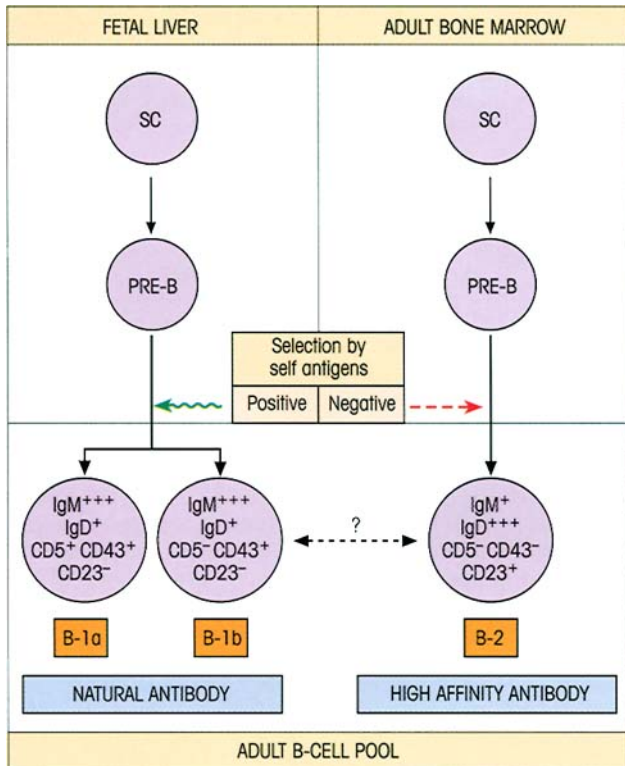 FETAL LIVER
ADULT BONE MARROW
SC
SC
PRE-B
PRE-B
Selection by
self antigens
Positive
Negative
IgM⁺⁺⁺
IgD⁺
CD5⁺ CD43⁺
CD23⁻
IgM⁺⁺⁺
IgD⁺
CD5⁻ CD43⁺
CD23⁻
?
IgM⁺
IgD⁺⁺⁺
CD5⁻ CD43⁻
CD23⁺
B-1a
B-1b
B-2
NATURAL ANTIBODY
HIGH AFFINITY ANTIBODY
ADULT B-CELL POOL